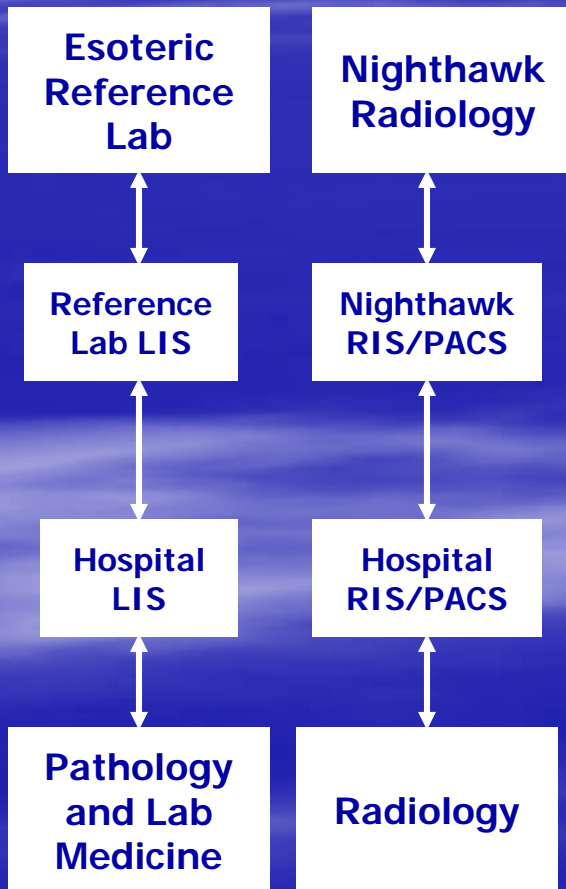 Esoteric
Reference
Lab
Nighthawk
Radiology
Reference
Lab LIS
Nighthawk
RIS/PACS
Hospital
LIS
Hospital
RIS/PACS
Pathology
and Lab
Medicine
Radiology